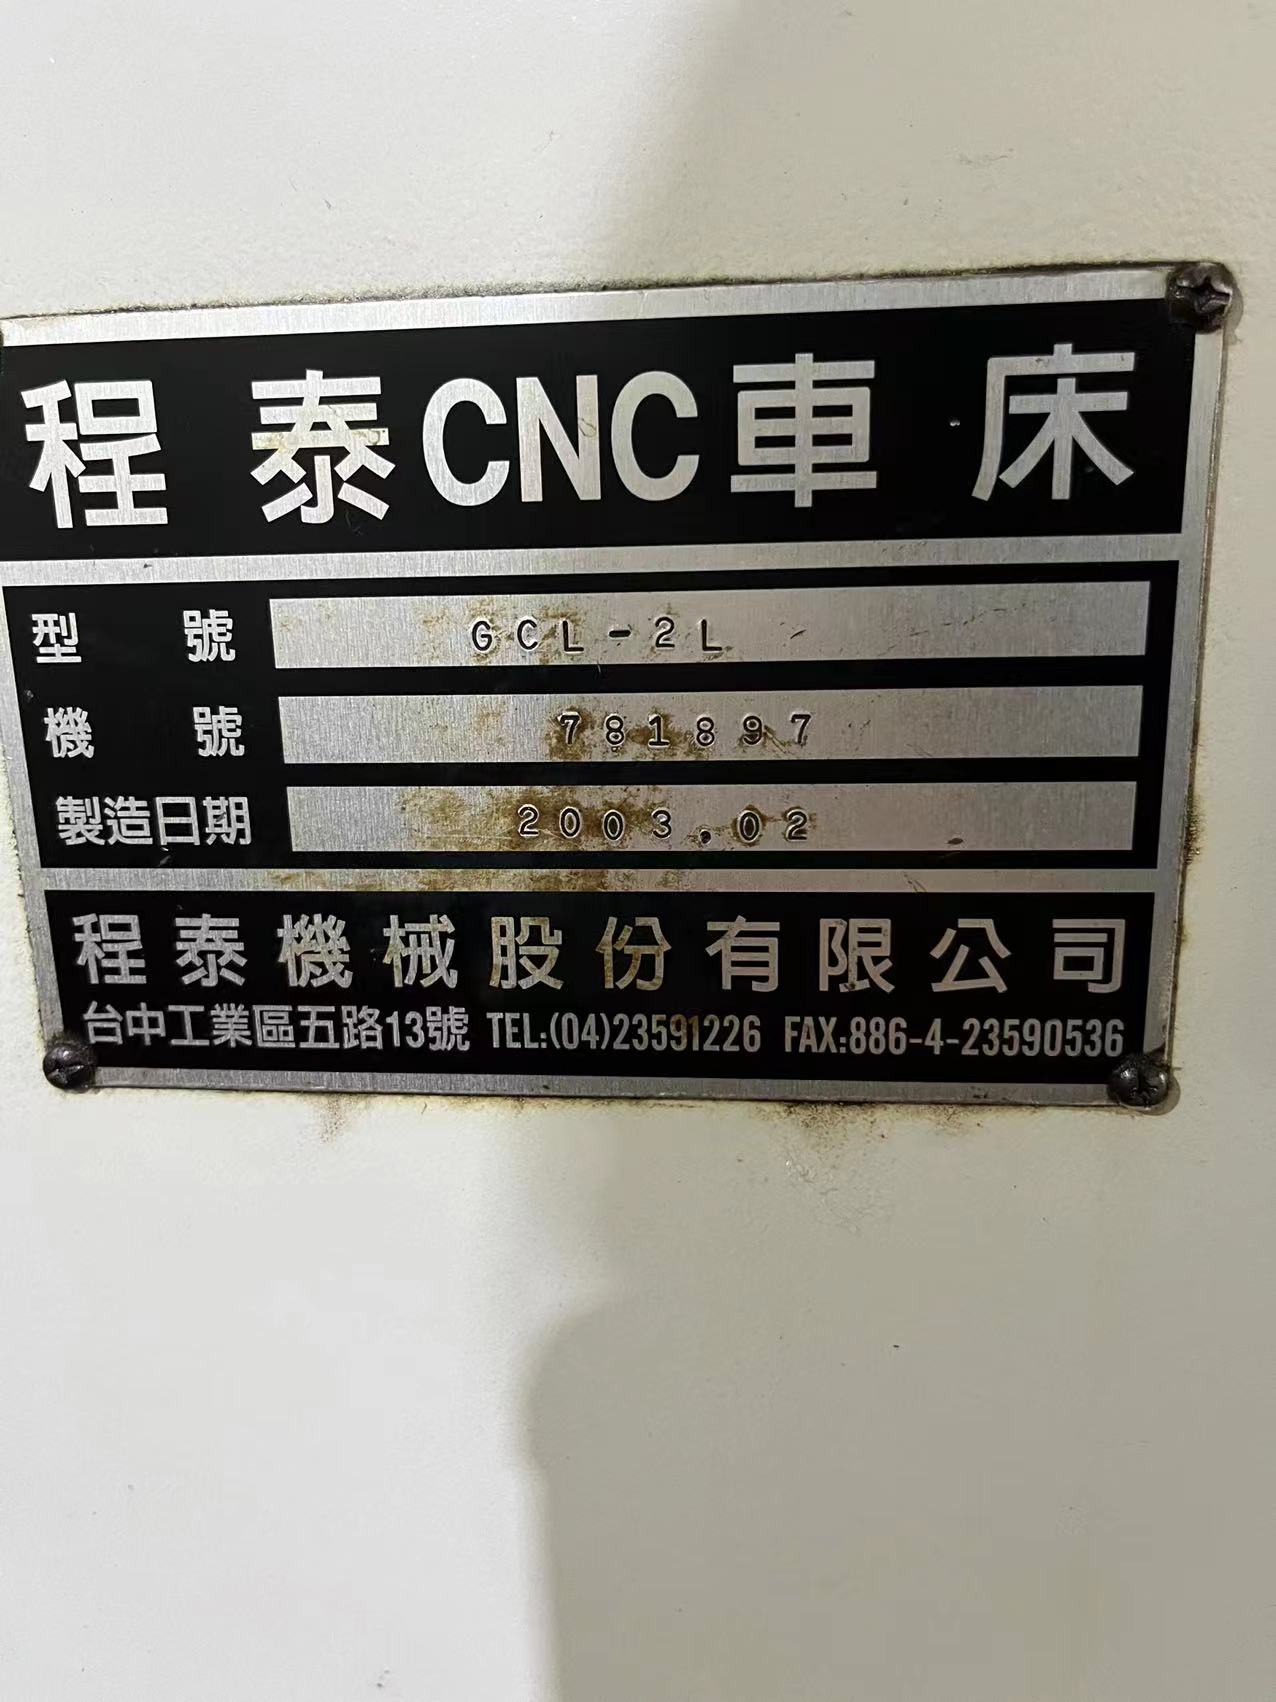 程泰CNC車床
型號 GCL-2L
機號 781897
製造日期 2003.02
程泰機械股份有限公司
台中工業區五路13號 TEL:(04)23591226 FAX:886-4-23590536